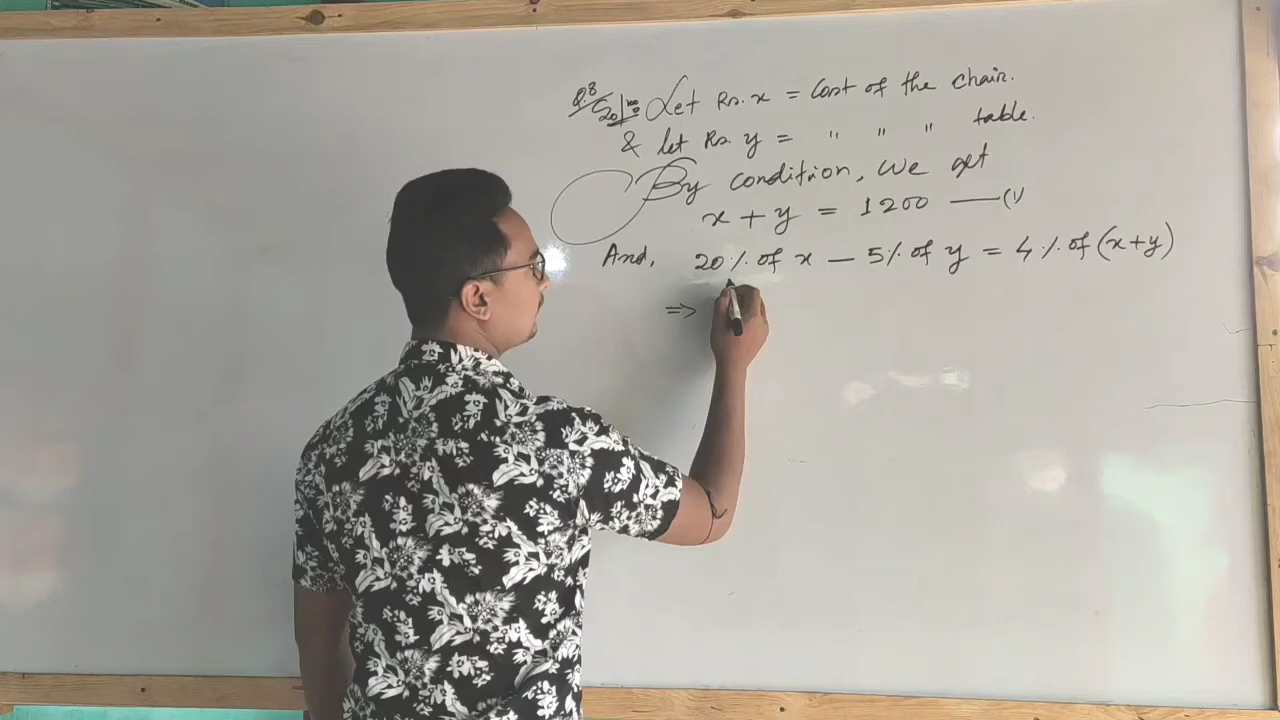 Q.8 Let Rs. x = Cost of the chair.
& let Rs. y = " " " table.
By condition, We get
x + y = 1200 —(1)
And, 20% of x - 5% of y = 4% of (x+y)
=>